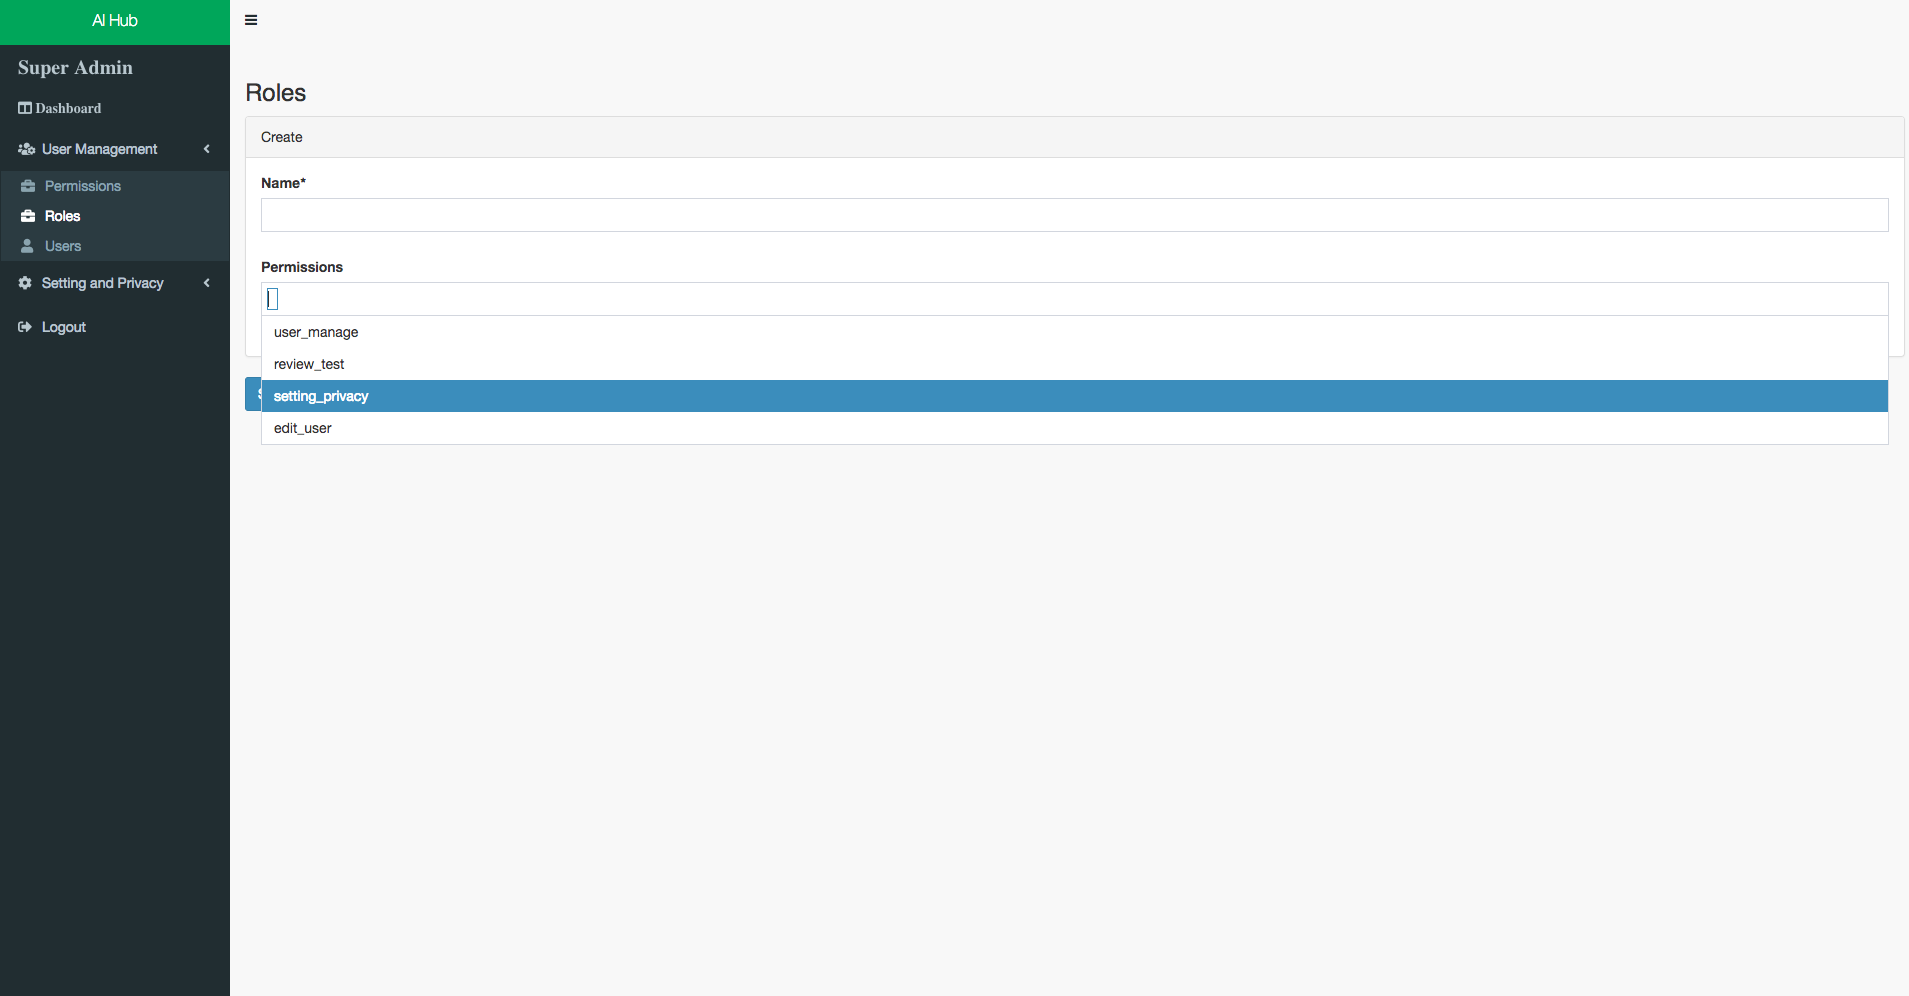 AI Hub
Super Admin
Dashboard
User Management
Permissions
Roles
Users
Setting and Privacy
Logout
Roles
Create
Name*
Permissions
user_manage
review_test
setting_privacy
edit_user